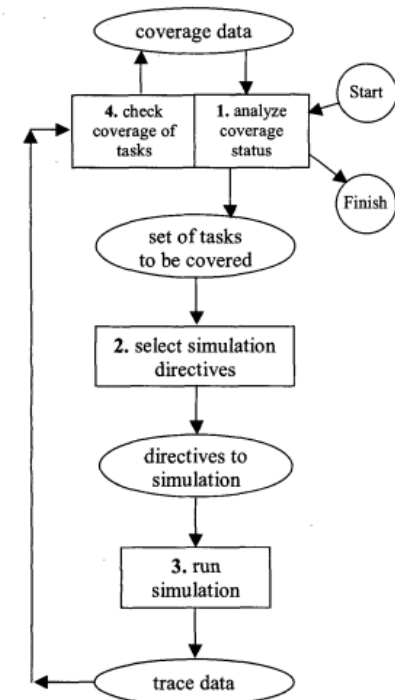 coverage data
Start
4. check
coverage of
tasks
1. analyze
coverage
status
Finish
set of tasks
to be covered
2. select simulation
directives
directives to
simulation
3. run
simulation
trace data